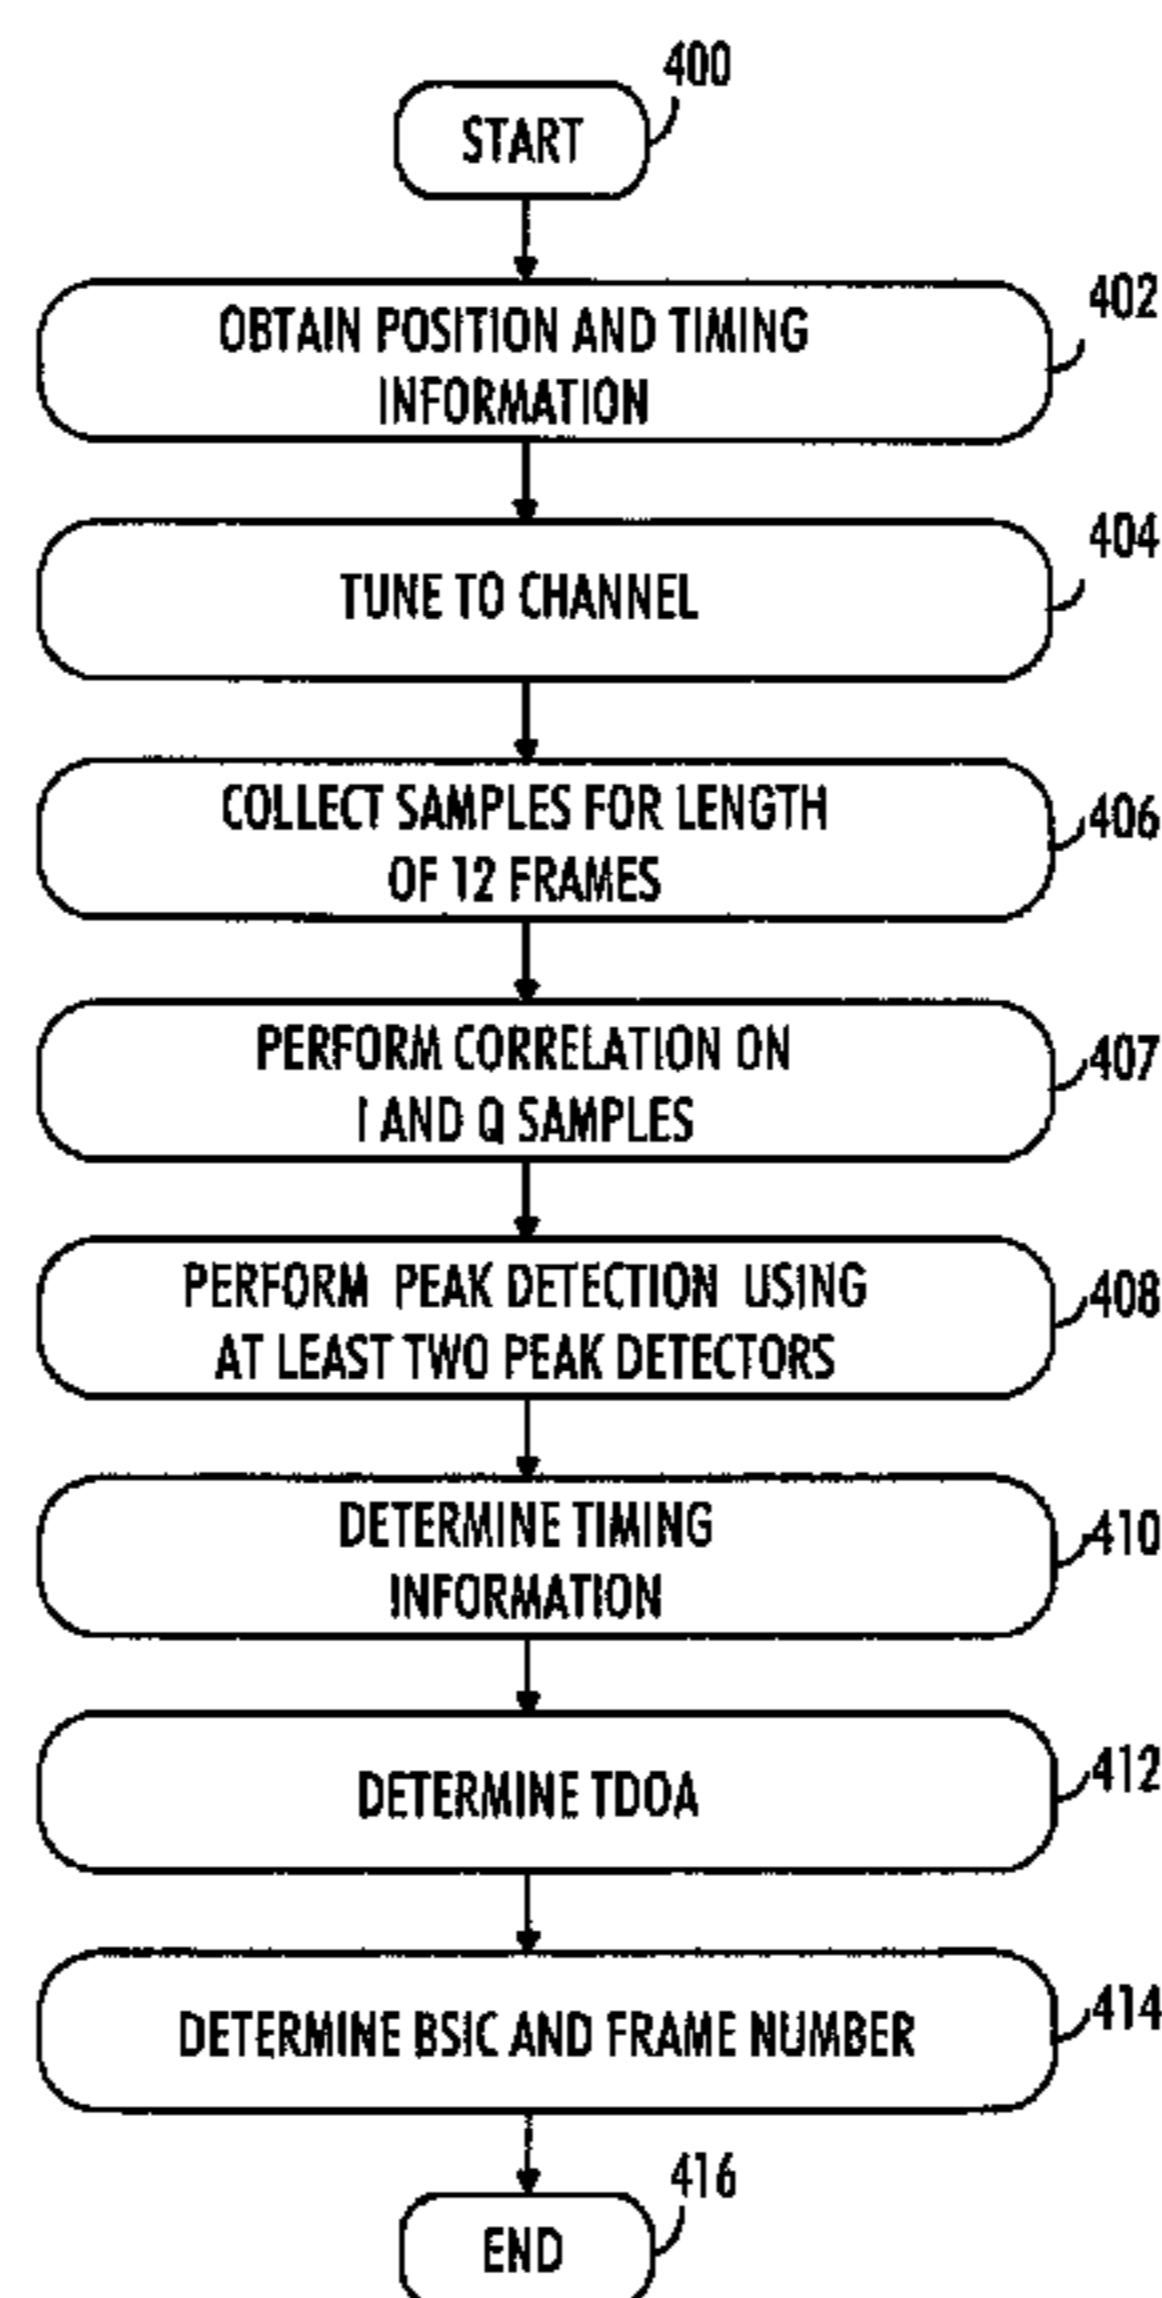 400
START
402
OBTAIN POSITION AND TIMING
INFORMATION
404
TUNE TO CHANNEL
COLLECT SAMPLES FOR LENGTH
OF 12 FRAMES
406
PERFORM CORRELATION ON
I AND Q SAMPLES
407
PERFORM PEAK DETECTION USING
AT LEAST TWO PEAK DETECTORS
408
DETERMINE TIMING
INFORMATION
410
DETERMINE TDOA
412
DETERMINE BSIC AND FRAME NUMBER
414
416
END